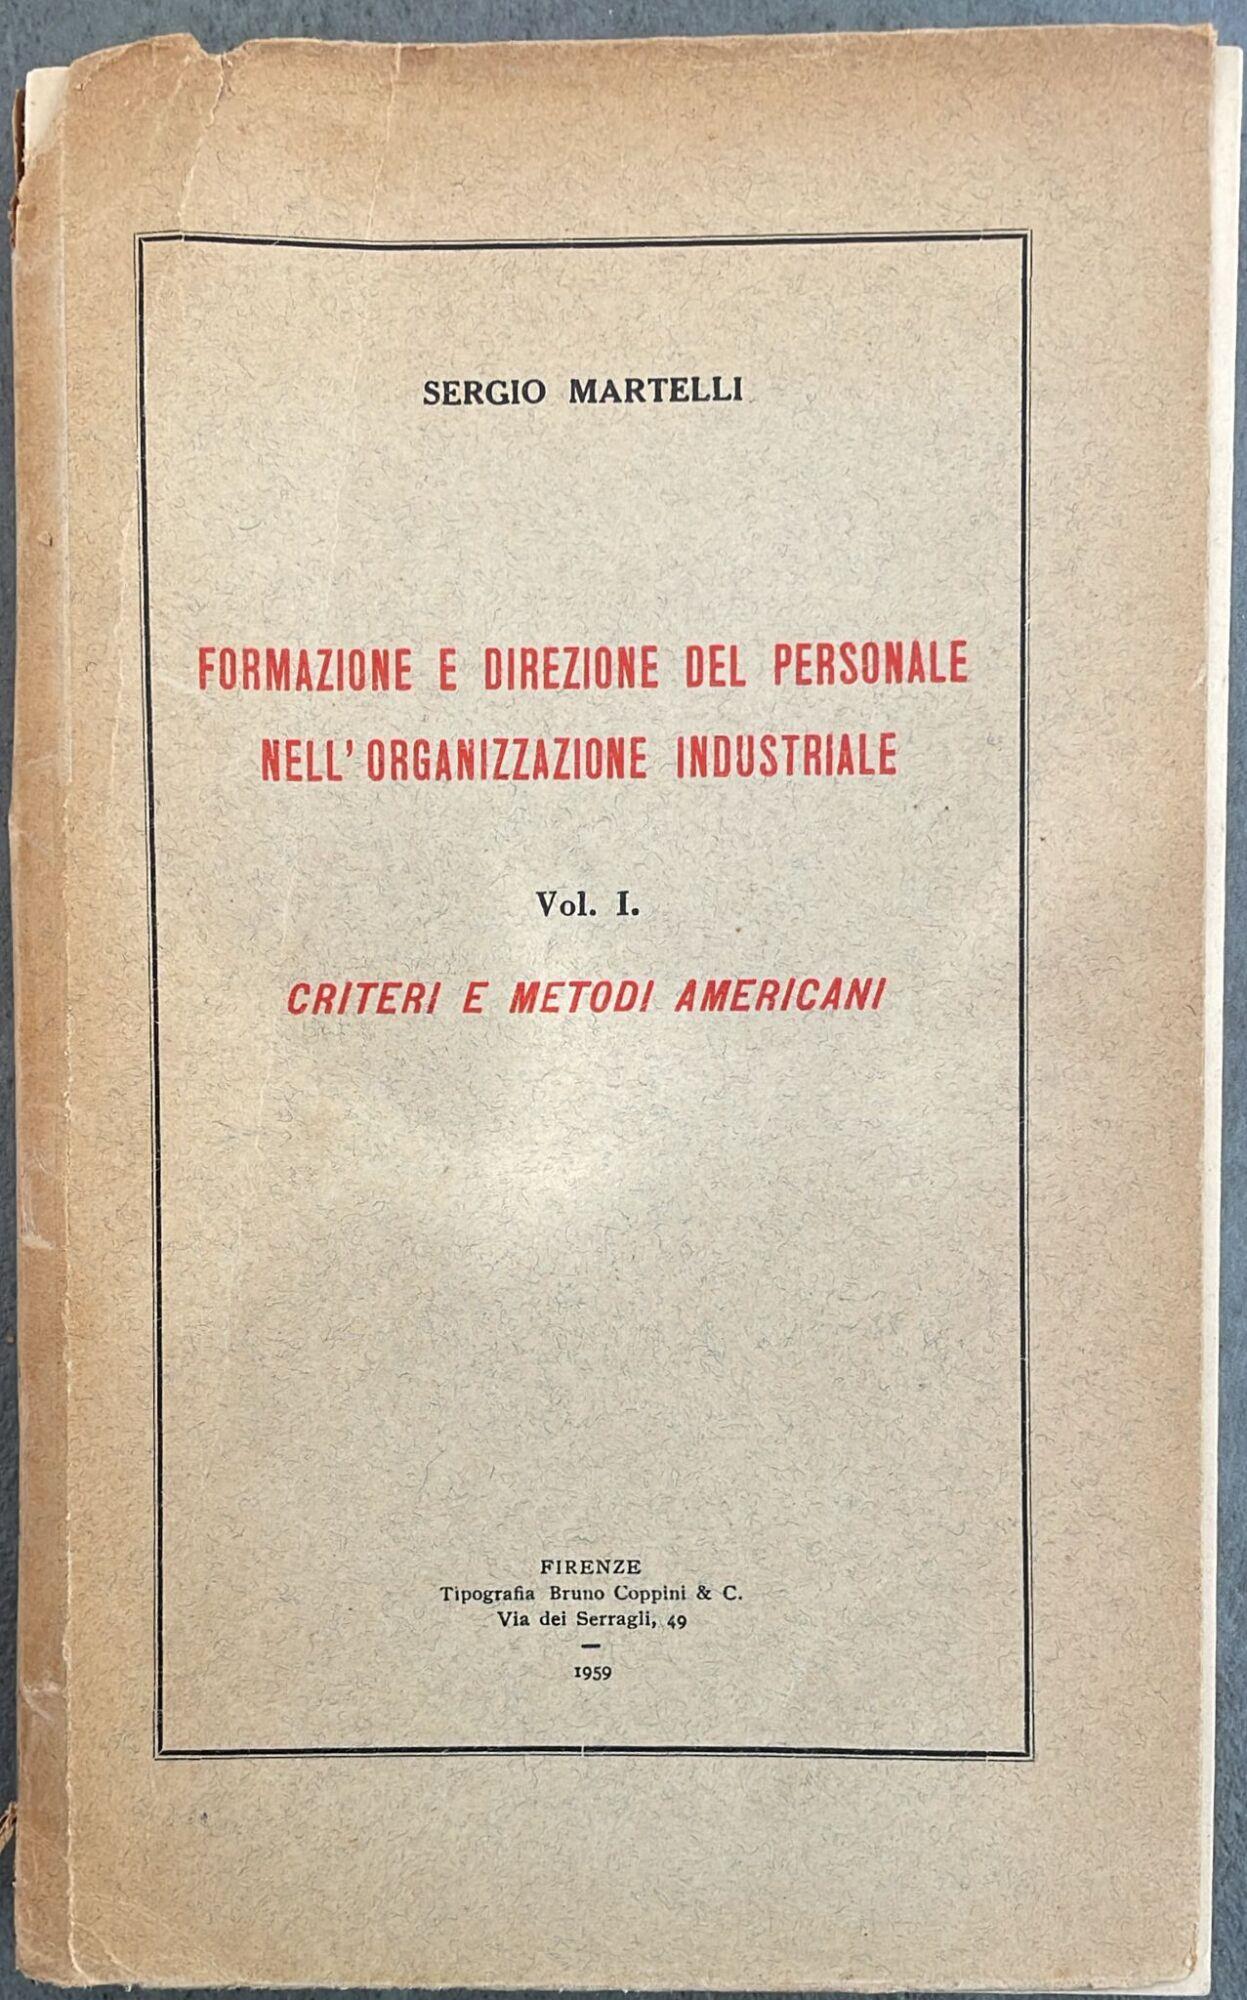 SERGIO MARTELLI
FORMAZIONE E DIREZIONE DEL PERSONALE
NELL'ORGANIZZAZIONE INDUSTRIALE
Vol. I.
CRITERI E METODI AMERICANI
FIRENZE
Tipografia Bruno Coppini & C.
Via dei Serragli, 49
1959